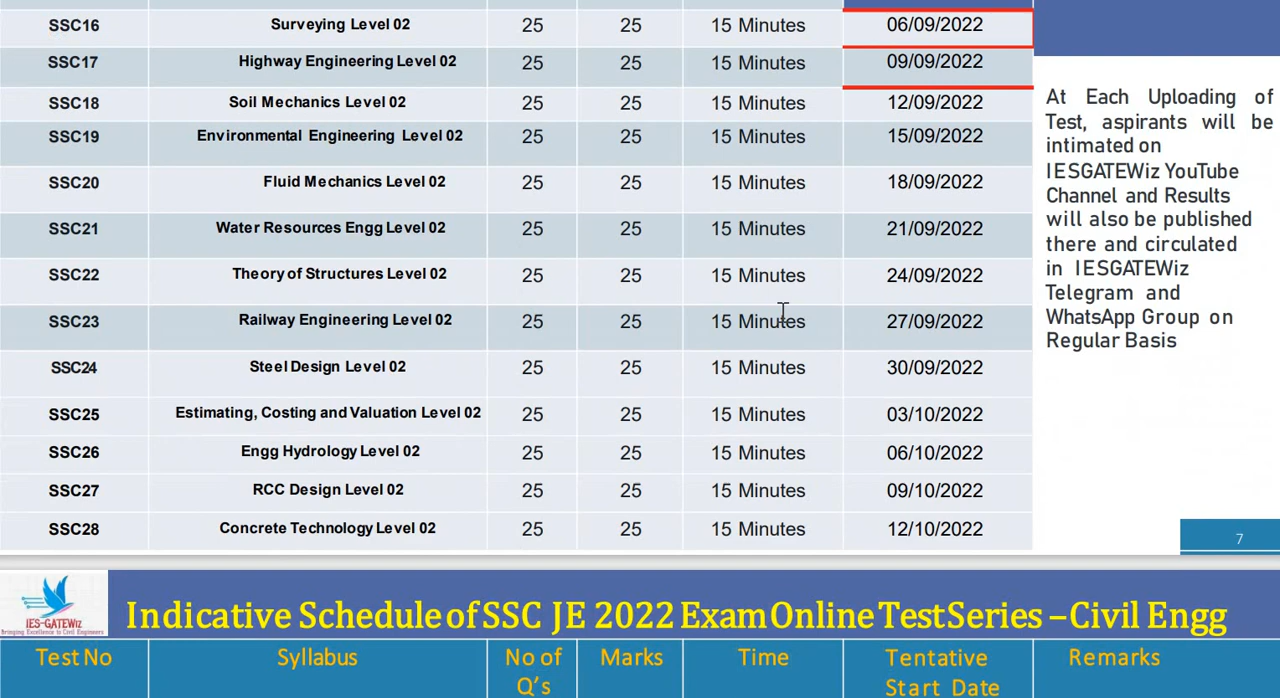 SSC16 Surveying Level 02 25 25 15 Minutes 06/09/2022
SSC17 Highway Engineering Level 02 25 25 15 Minutes 09/09/2022
SSC18 Soil Mechanics Level 02 25 25 15 Minutes 12/09/2022
SSC19 Environmental Engineering Level 02 25 25 15 Minutes 15/09/2022
SSC20 Fluid Mechanics Level 02 25 25 15 Minutes 18/09/2022
SSC21 Water Resources Engg Level 02 25 25 15 Minutes 21/09/2022
SSC22 Theory of Structures Level 02 25 25 15 Minutes 24/09/2022
SSC23 Railway Engineering Level 02 25 25 15 Minutes 27/09/2022
SSC24 Steel Design Level 02 25 25 15 Minutes 30/09/2022
SSC25 Estimating, Costing and Valuation Level 02 25 25 15 Minutes 03/10/2022
SSC26 Engg Hydrology Level 02 25 25 15 Minutes 06/10/2022
SSC27 RCC Design Level 02 25 25 15 Minutes 09/10/2022
SSC28 Concrete Technology Level 02 25 25 15 Minutes 12/10/2022
At Each Uploading of
Test, aspirants will be
intimated on
IESGATEWiz YouTube
Channel and Results
will also be published
there and circulated
in IESGATEWiz
Telegram and
WhatsApp Group on
Regular Basis
7
IES-GATEWiz
Bringing Excellence to Civil Engineers
Indicative Schedule of SSC JE 2022 Exam Online Test Series – Civil Engg
Test No Syllabus No of Marks Time Tentative Remarks
Q's Start Date